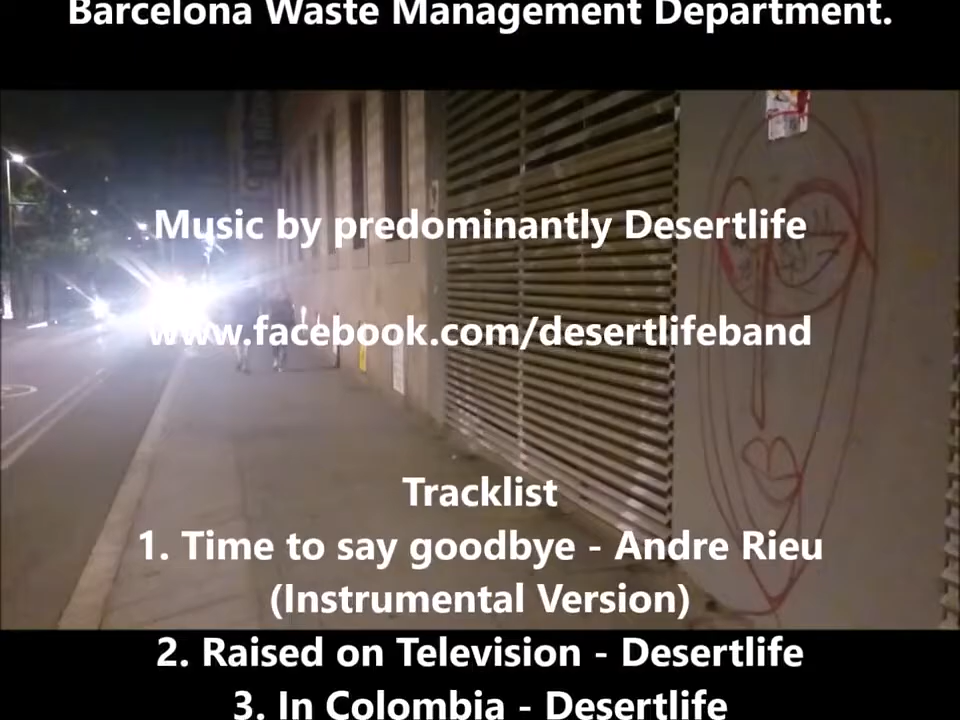 Barcelona Waste Management Department.
Music by predominantly Desertlife
www.facebook.com/desertlifeband
Tracklist
1. Time to say goodbye - Andre Rieu
(Instrumental Version)
2. Raised on Television - Desertlife
3. In Colombia - Desertlife